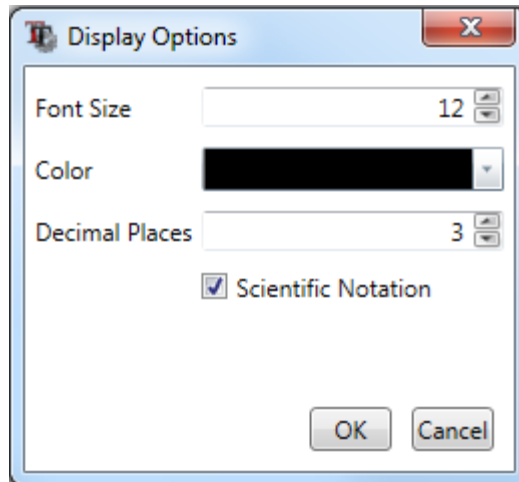 Display Options
Font Size 12
Color
Decimal Places 3
Scientific Notation
OK Cancel